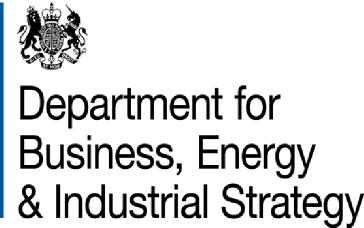 Department for
Business, Energy
& Industrial Strategy